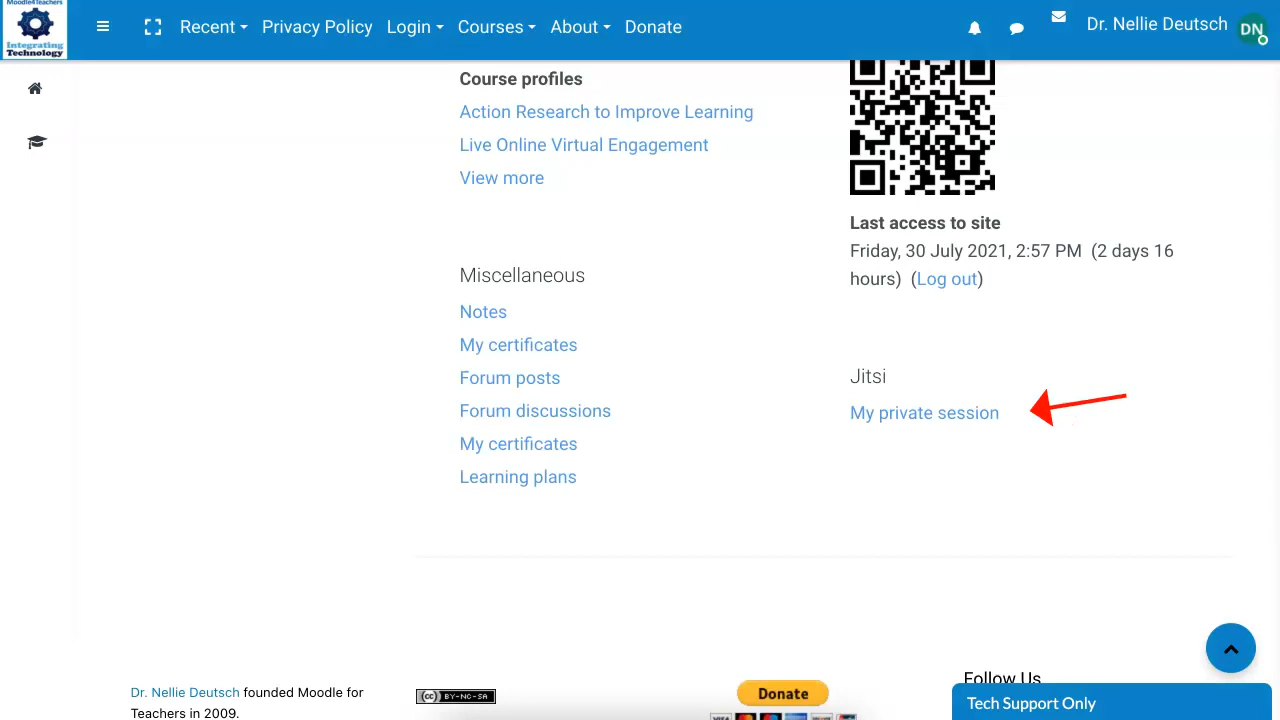 Moodle4Teachers
Integrating
Technology
Recent
Privacy Policy
Login
Courses
About
Donate
Dr. Nellie Deutsch
DN
Course profiles
Action Research to Improve Learning
Live Online Virtual Engagement
View more
Last access to site
Friday, 30 July 2021, 2:57 PM (2 days 16
hours) (Log out)
Miscellaneous
Notes
My certificates
Forum posts
Forum discussions
My certificates
Learning plans
Jitsi
My private session
Dr. Nellie Deutsch founded Moodle for
Teachers in 2009.
cc BY-NC-SA
Donate
VISA
Follow Us
Tech Support Only